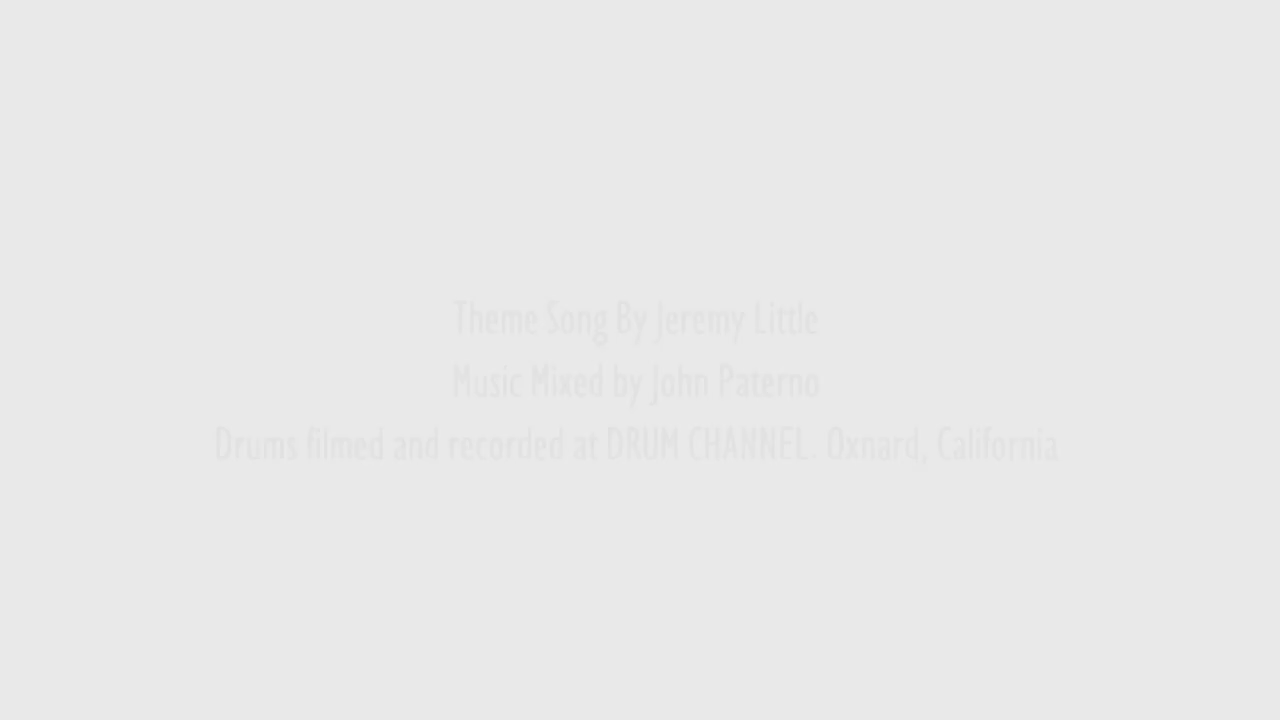 Theme Song By Jeremy Little
Music Mixed by John Paterno
Drums filmed and recorded at DRUM CHANNEL. Oxnard, California